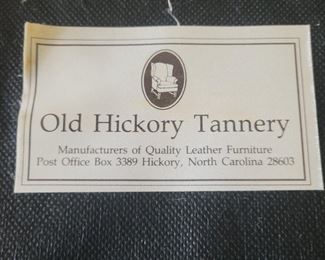 Old Hickory Tannery
Manufacturers of Quality Leather Furniture
Post Office Box 3389 Hickory, North Carolina 28603